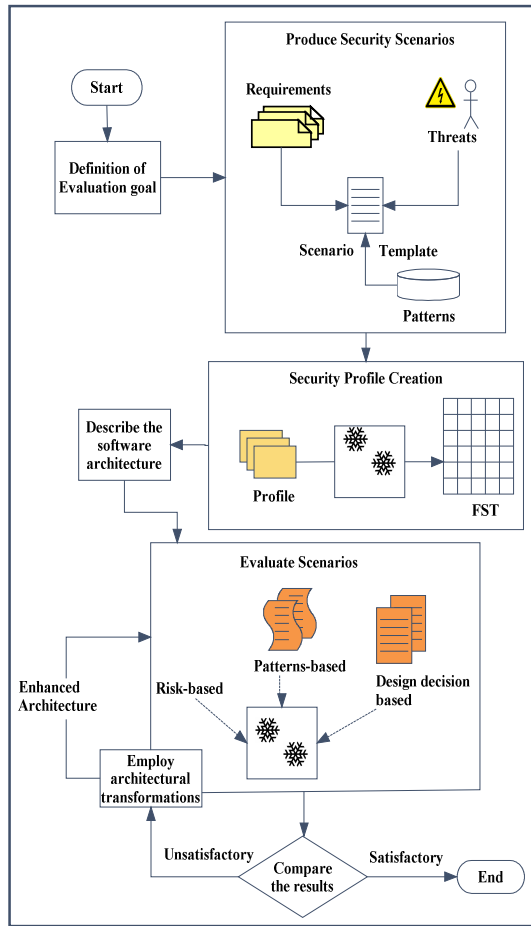 Produce Security Scenarios
Start
Requirements
Threats
Definition of
Evaluation goal
Scenario Template
Patterns
Security Profile Creation
Describe the
software
architecture
Profile
FST
Evaluate Scenarios
Patterns-based
Risk-based
Design decision
based
Enhanced
Architecture
Employ
architectural
transformations
Unsatisfactory
Compare
the results
Satisfactory
End